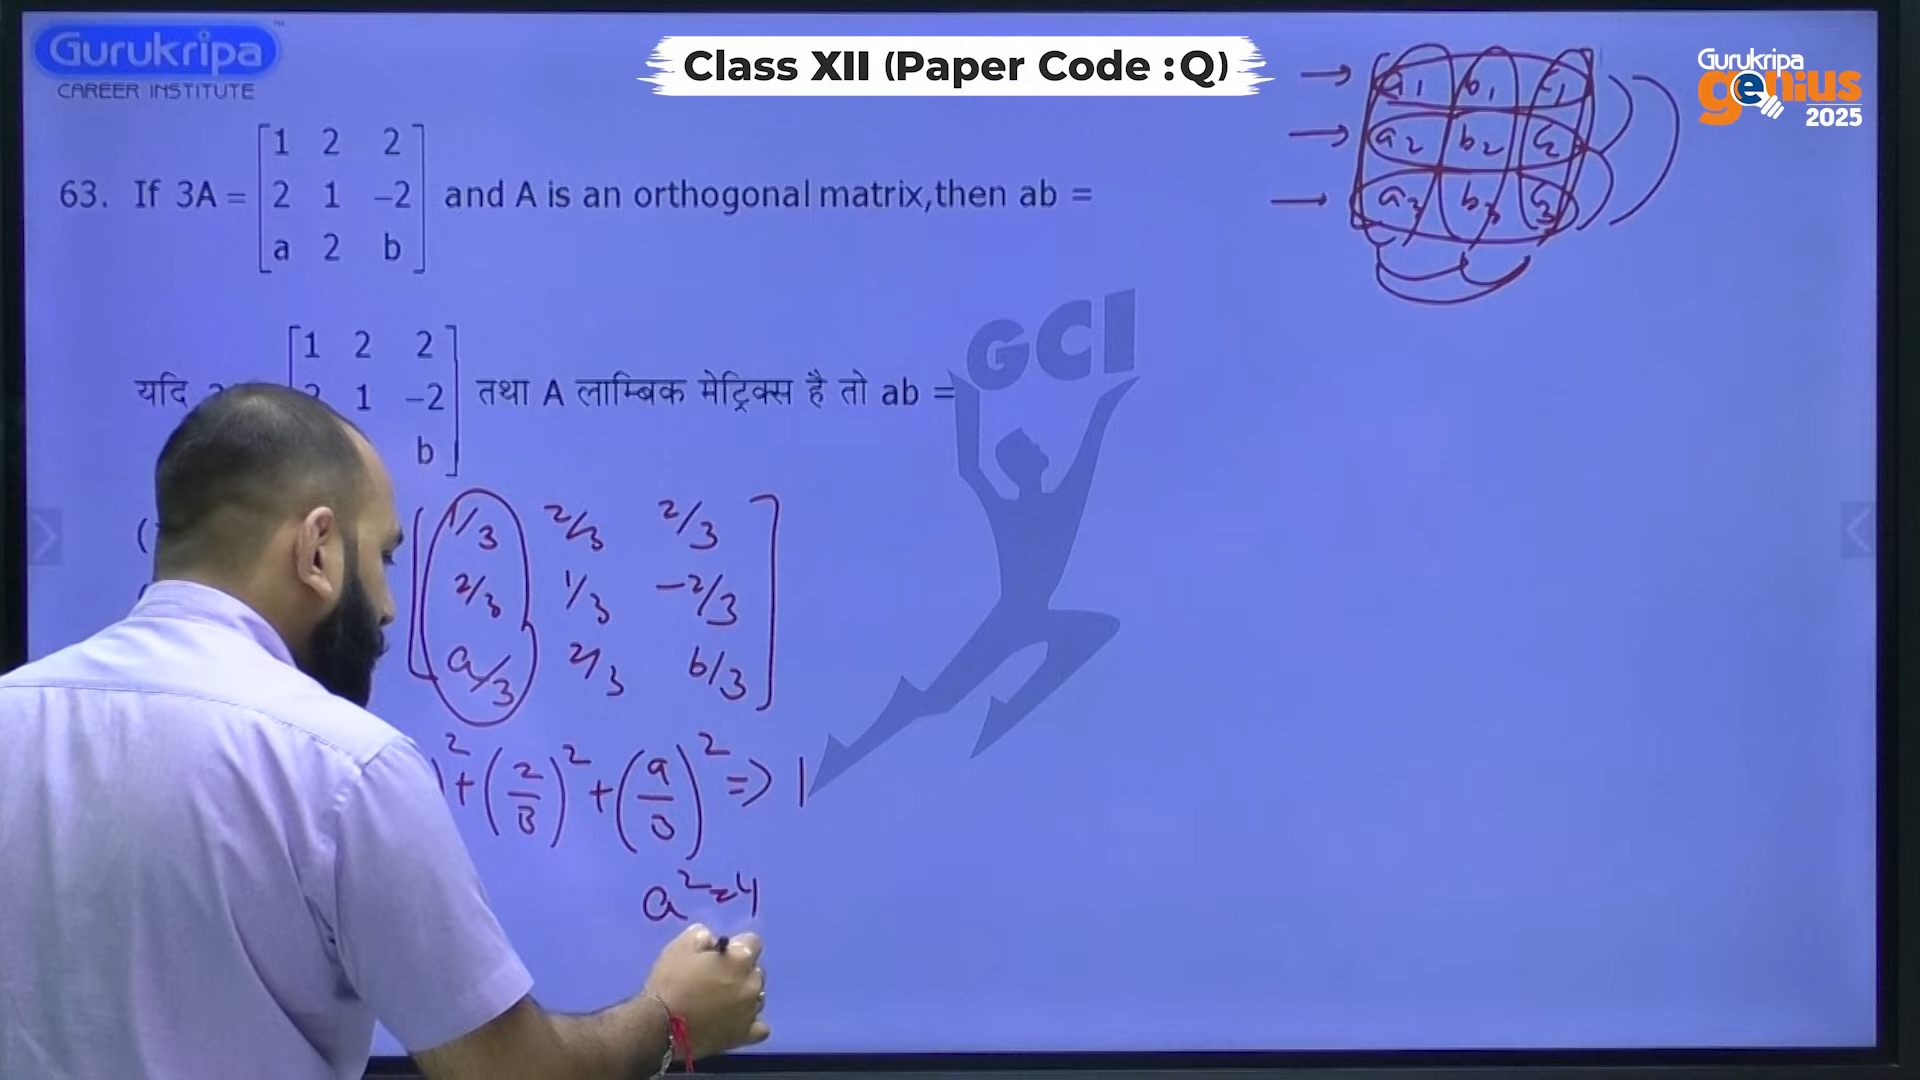 Gurukripa
CAREER INSTITUTE
Class XII (Paper Code :Q)
Gurukripa
genius
2025
→ a1 b1 c1
→ a2 b2 c2
→ a3 b3 c3
1 2 2
63. If 3A = 2 1 −2 and A is an orthogonal matrix,then ab =
a 2 b
GCI
1 2 2
यदि 2 1 −2 तथा A लाम्बिक मेट्रिक्स है तो ab =
b
1/3 2/3 2/3
2/3 1/3 −2/3
a/3 2/3 b/3
)² + (2/3)² + (a/3)² => 1
a² = 4